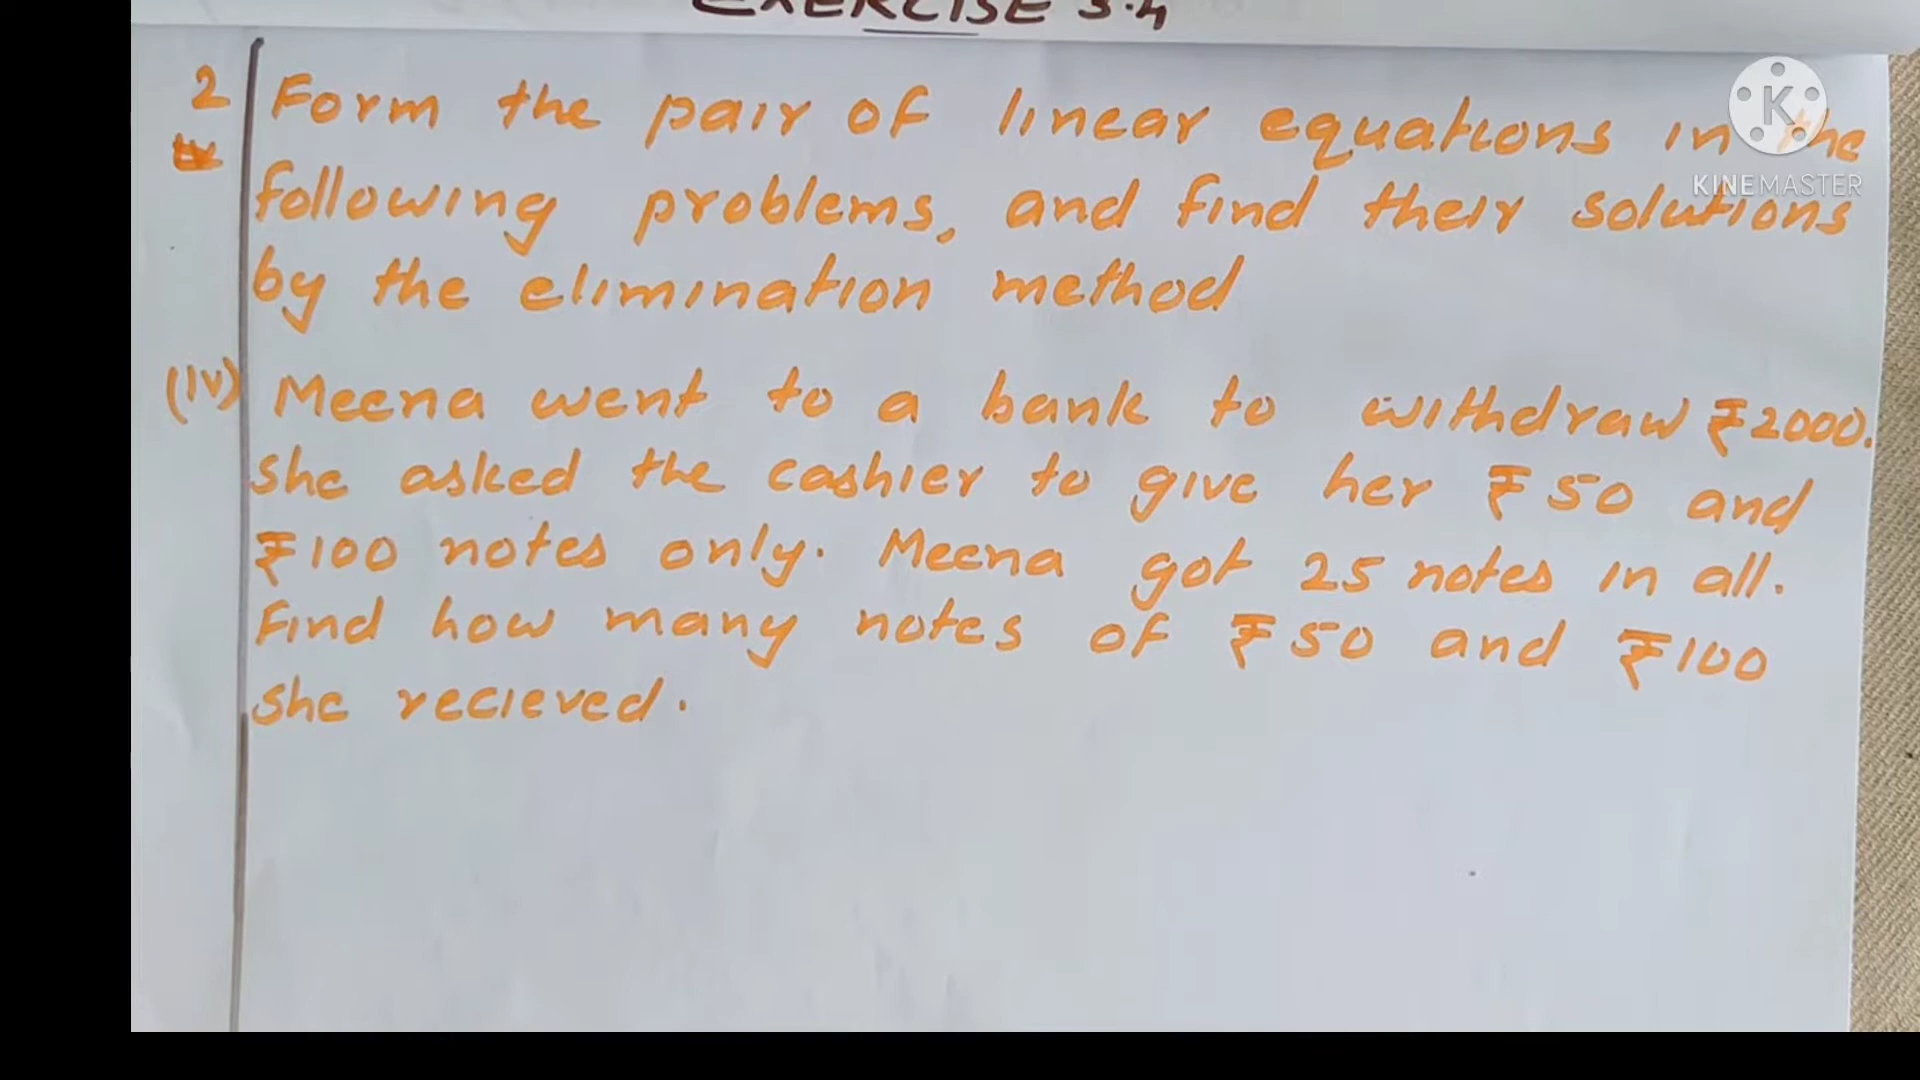 EXERCISE 3.4
2 Form the pair of linear equations in the
following problems, and find their solutions
by the elimination method
(iv) Meena went to a bank to withdraw ₹2000.
she asked the cashier to give her ₹50 and
₹100 notes only. Meena got 25 notes in all.
Find how many notes of ₹50 and ₹100
she recieved.
K
KINEMASTER